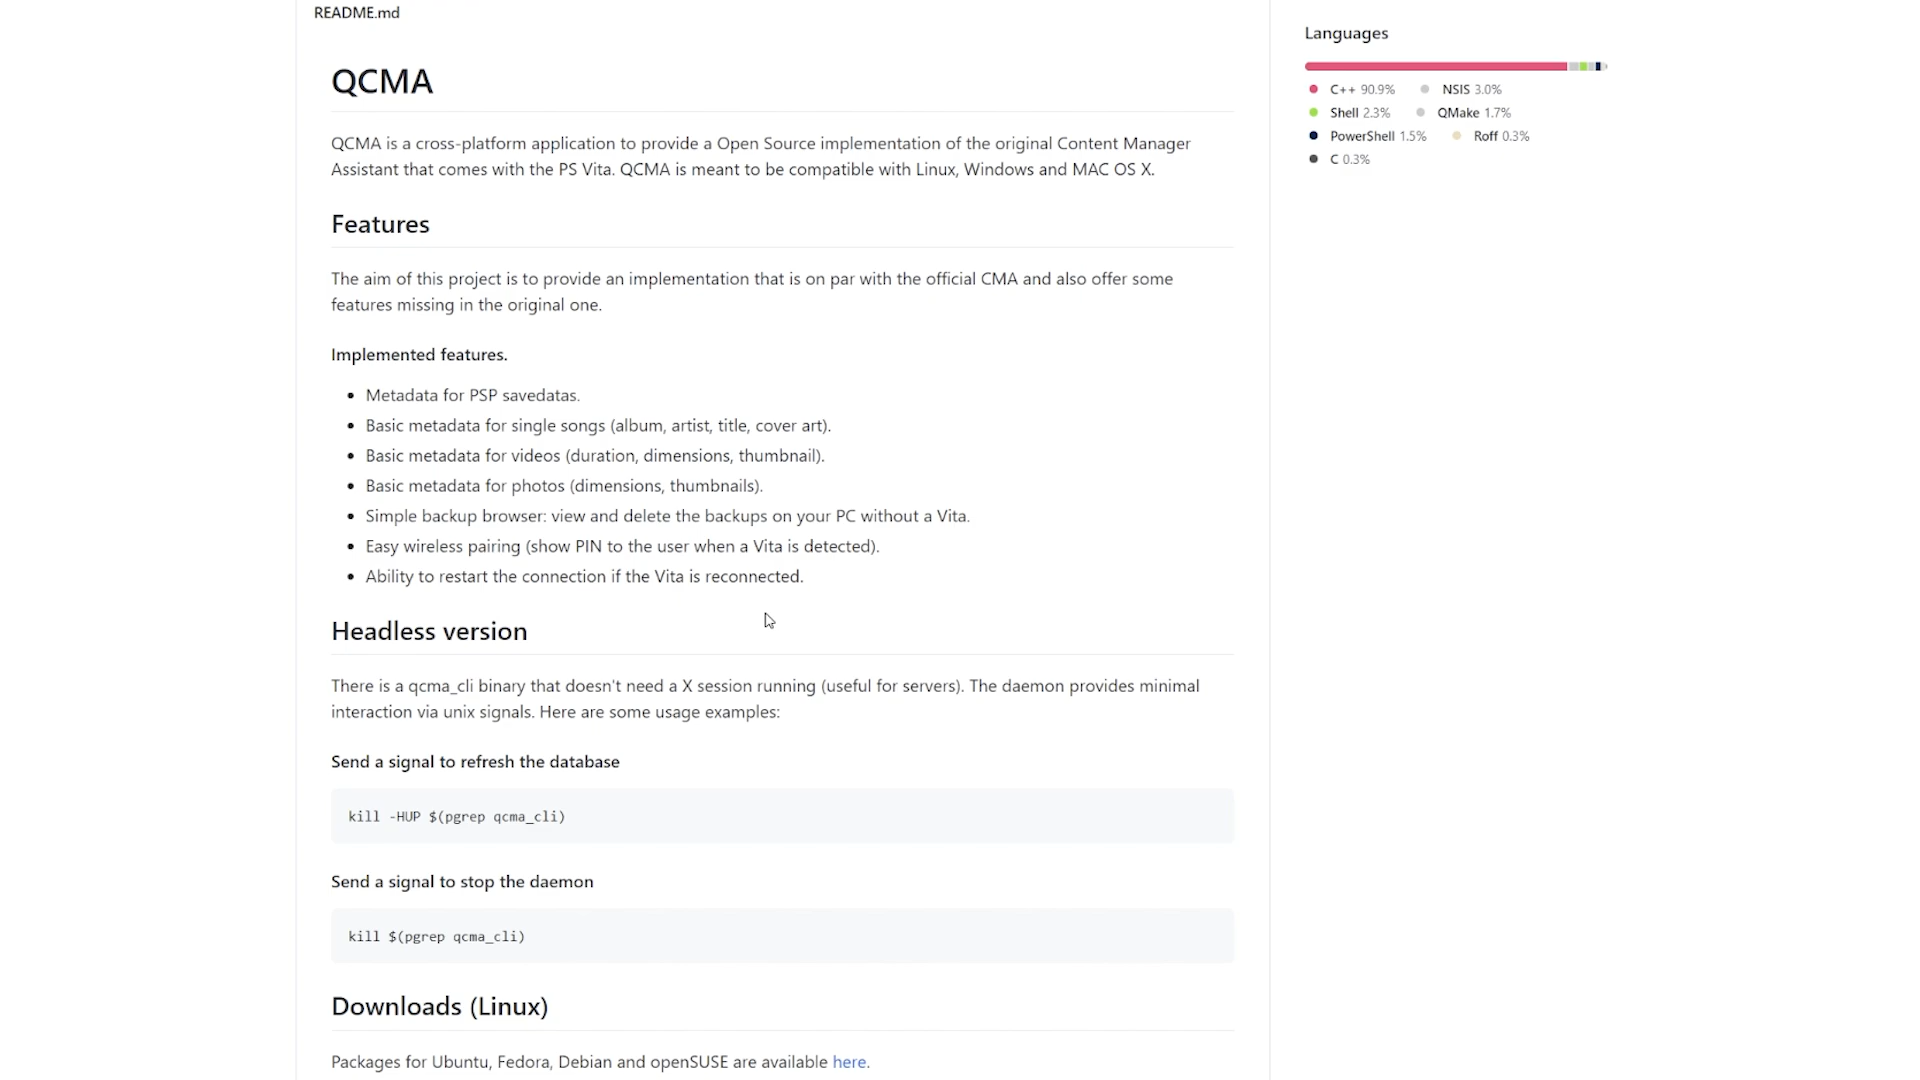 README.md
QCMA
QCMA is a cross-platform application to provide a Open Source implementation of the original Content Manager
Assistant that comes with the PS Vita. QCMA is meant to be compatible with Linux, Windows and MAC OS X.
Features
The aim of this project is to provide an implementation that is on par with the official CMA and also offer some
features missing in the original one.
Implemented features.
• Metadata for PSP savedatas.
• Basic metadata for single songs (album, artist, title, cover art).
• Basic metadata for videos (duration, dimensions, thumbnail).
• Basic metadata for photos (dimensions, thumbnails).
• Simple backup browser: view and delete the backups on your PC without a Vita.
• Easy wireless pairing (show PIN to the user when a Vita is detected).
• Ability to restart the connection if the Vita is reconnected.
Headless version
There is a qcma_cli binary that doesn't need a X session running (useful for servers). The daemon provides minimal
interaction via unix signals. Here are some usage examples:
Send a signal to refresh the database
kill -HUP $(pgrep qcma_cli)
Send a signal to stop the daemon
kill $(pgrep qcma_cli)
Downloads (Linux)
Packages for Ubuntu, Fedora, Debian and openSUSE are available here.
Languages
C++ 90.9% NSIS 3.0%
Shell 2.3% QMake 1.7%
PowerShell 1.5% Roff 0.3%
C 0.3%